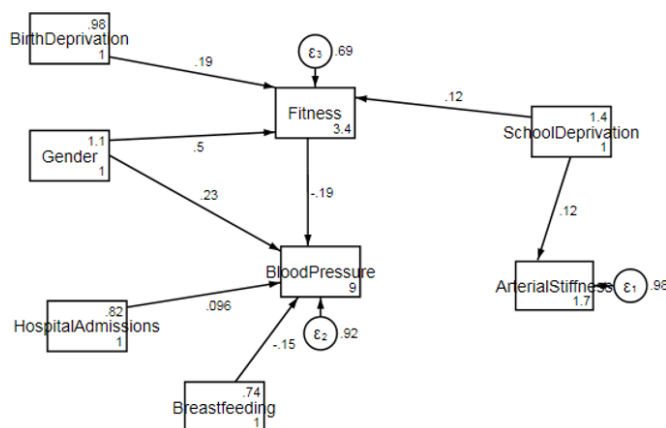 .98
BirthDeprivation
1
.19
ε3
.69
Fitness
3.4
.12
1.4
SchoolDeprivation
1
1.1
Gender
1
.5
.23
-.19
.12
BloodPressure
9
ArterialStiffness
1.7
ε1
.98
.82
HospitalAdmissions
1
.096
ε2
.92
-.15
.74
Breastfeeding
1